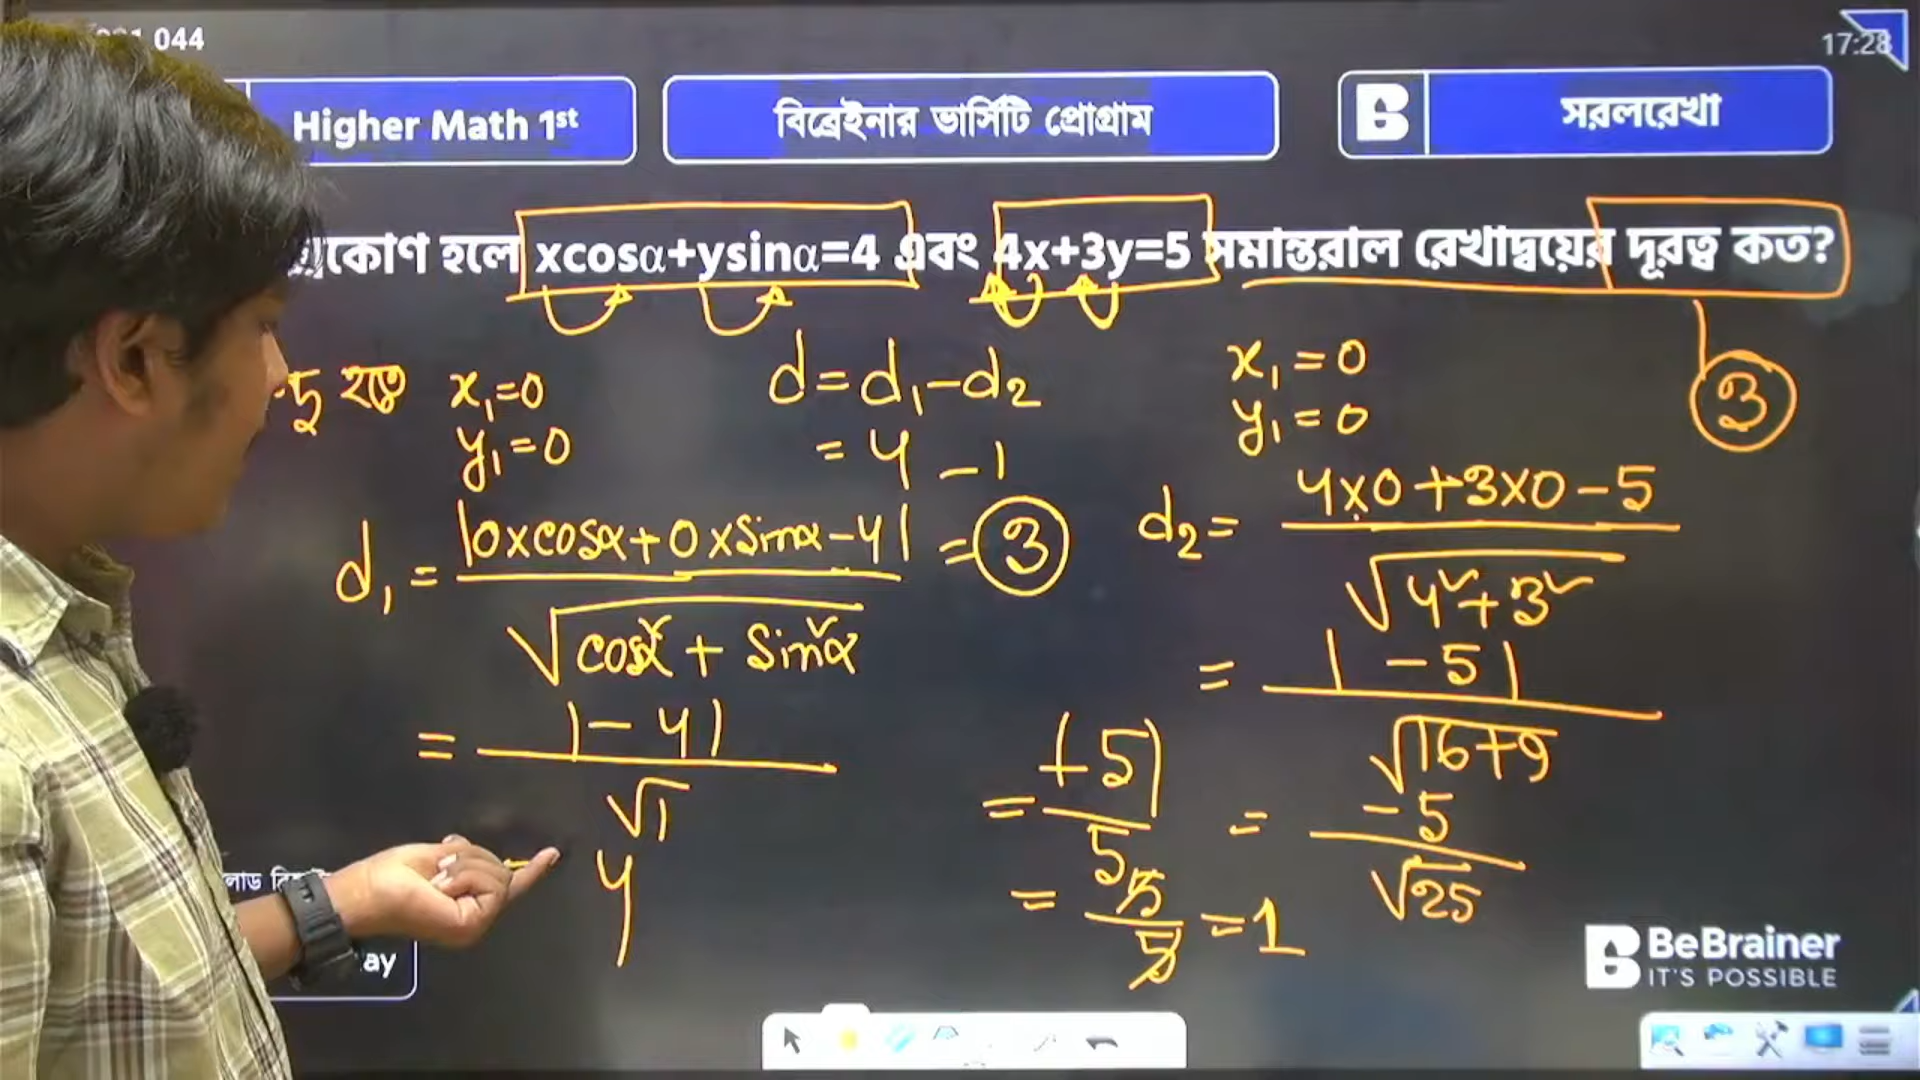 044
17:28
Higher Math 1st
বিব্রেইনার ভার্সিটি প্রোগ্রাম
সরলরেখা
হলে xcosα+ysinα=4 এবং 4x+3y=5 সমান্তরাল রেখাদ্বয়ের দূরত্ব কত?
হতে x₁=0
y₁=0
d₁ = |0×cosα+0×sinα-4| / √cos²α + sin²α
= |-4| / √1
= 4
d=d₁-d₂
= 4 - 1
= 3
x₁=0
y₁=0
3
d₂= 4×0+3×0-5 / √4²+3²
= |-5| / √16+9
= -5 / √25
= |-5| / 5
= 5/5 =1
ay
BeBrainer
IT'S POSSIBLE